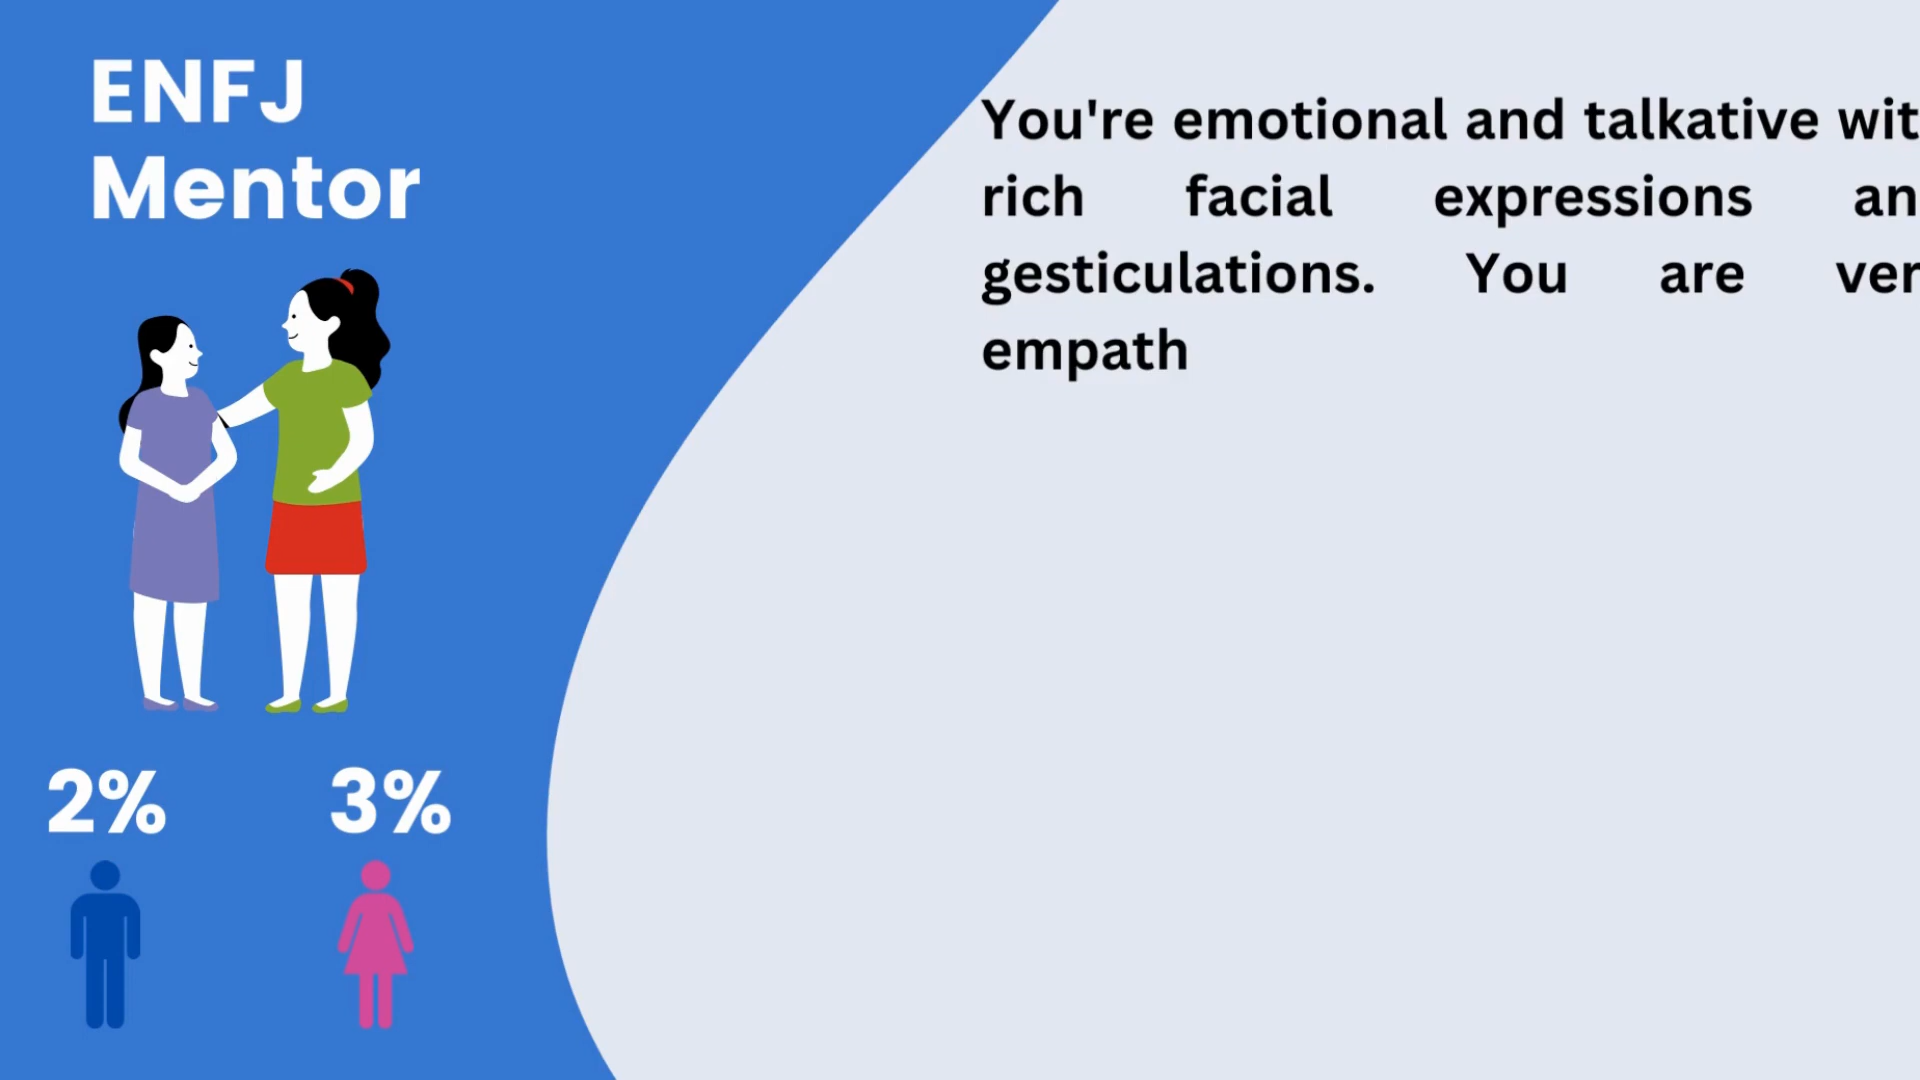 ENFJ
Mentor
You're emotional and talkative wit
rich facial expressions an
gesticulations. You are ver
empath
2% 3%